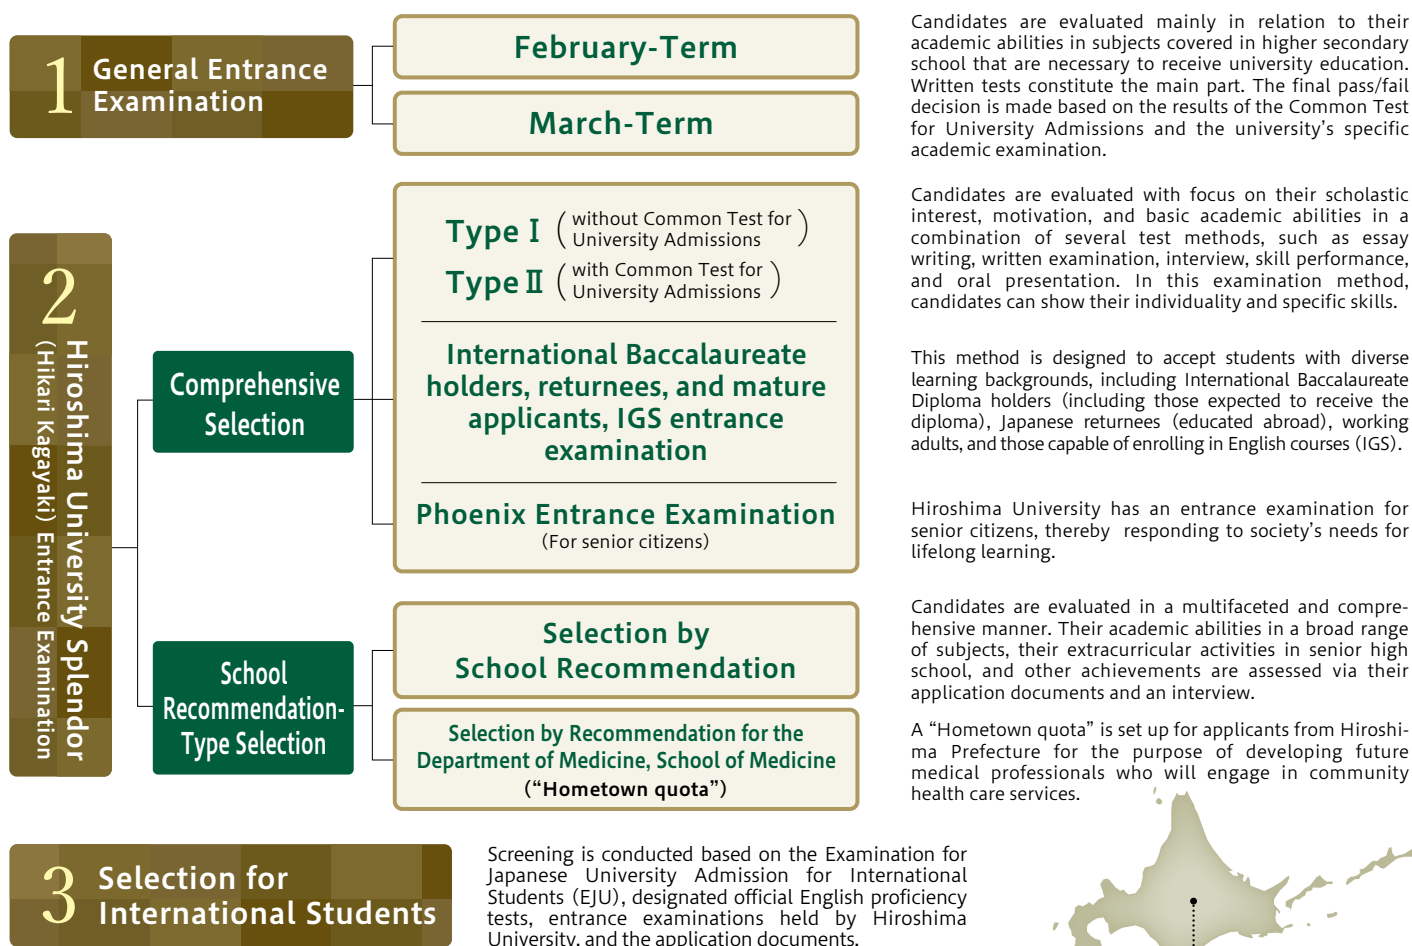 1
General Entrance
Examination
February-Term
March-Term
Candidates are evaluated mainly in relation to their
academic abilities in subjects covered in higher secondary
school that are necessary to receive university education.
Written tests constitute the main part. The final pass/fail
decision is made based on the results of the Common Test
for University Admissions and the university's specific
academic examination.
2
Hiroshima University Splendor
(Hikari Kagayaki) Entrance Examination
Comprehensive
Selection
Type Ⅰ (without Common Test for
University Admissions)
Type Ⅱ (with Common Test for
University Admissions)
Candidates are evaluated with focus on their scholastic
interest, motivation, and basic academic abilities in a
combination of several test methods, such as essay
writing, written examination, interview, skill performance,
and oral presentation. In this examination method,
candidates can show their individuality and specific skills.
International Baccalaureate
holders, returnees, and mature
applicants, IGS entrance
examination
This method is designed to accept students with diverse
learning backgrounds, including International Baccalaureate
Diploma holders (including those expected to receive the
diploma), Japanese returnees (educated abroad), working
adults, and those capable of enrolling in English courses (IGS).
Phoenix Entrance Examination
(For senior citizens)
Hiroshima University has an entrance examination for
senior citizens, thereby responding to society's needs for
lifelong learning.
School
Recommendation-
Type Selection
Selection by
School Recommendation
Candidates are evaluated in a multifaceted and compre-
hensive manner. Their academic abilities in a broad range
of subjects, their extracurricular activities in senior high
school, and other achievements are assessed via their
application documents and an interview.
Selection by Recommendation for the
Department of Medicine, School of Medicine
("Hometown quota")
A "Hometown quota" is set up for applicants from Hiroshi-
ma Prefecture for the purpose of developing future
medical professionals who will engage in community
health care services.
3
Selection for
International Students
Screening is conducted based on the Examination for
Japanese University Admission for International
Students (EJU), designated official English proficiency
tests, entrance examinations held by Hiroshima
University, and the application documents.